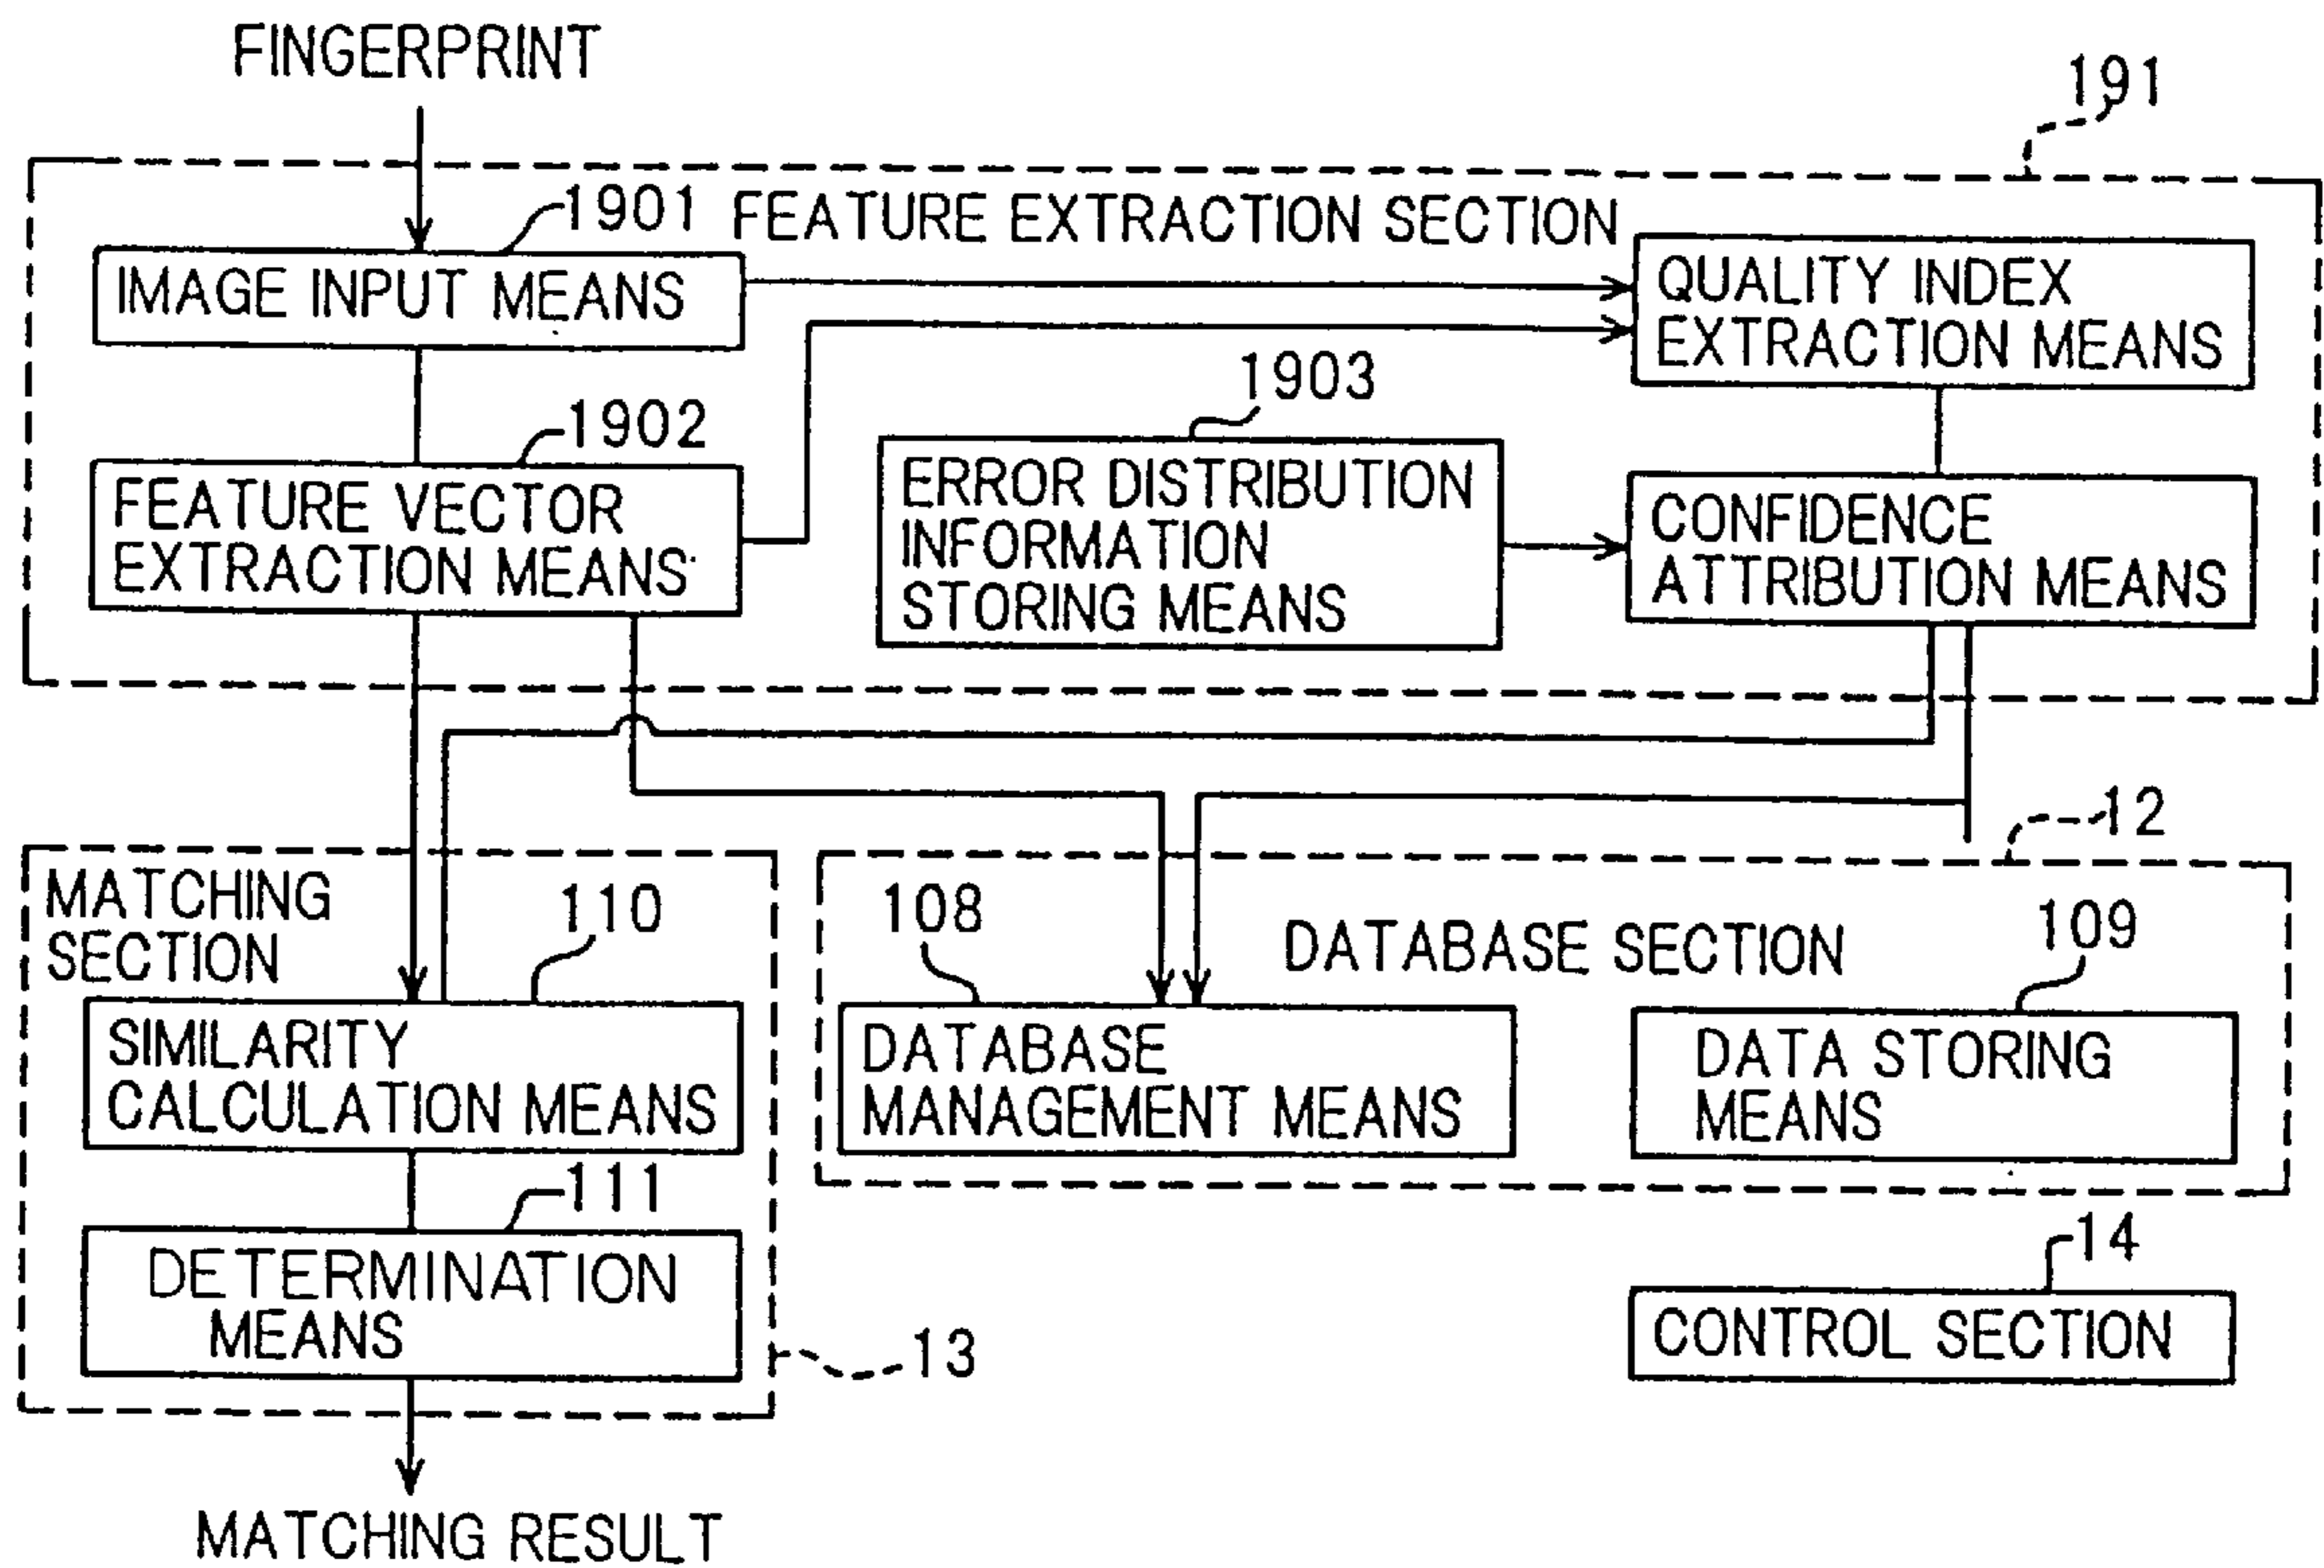 FINGERPRINT
191
1901
FEATURE EXTRACTION SECTION
IMAGE INPUT MEANS
QUALITY INDEX
EXTRACTION MEANS
1902
1903
FEATURE VECTOR
EXTRACTION MEANS
ERROR DISTRIBUTION
INFORMATION
STORING MEANS
CONFIDENCE
ATTRIBUTION MEANS
12
MATCHING
SECTION
110
108
DATABASE SECTION
109
SIMILARITY
CALCULATION MEANS
DATABASE
MANAGEMENT MEANS
DATA STORING
MEANS
111
DETERMINATION
MEANS
13
14
CONTROL SECTION
MATCHING RESULT